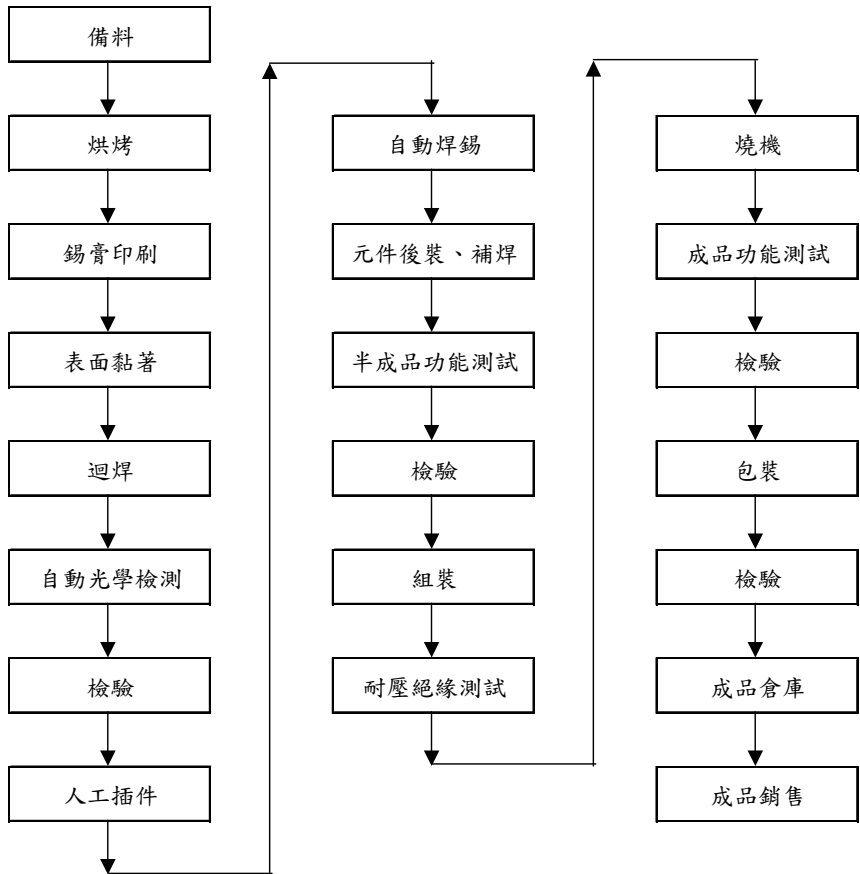 備料
烘烤
錫膏印刷
表面黏著
迴焊
自動光學檢測
檢驗
人工插件
自動焊錫
元件後裝、補焊
半成品功能測試
檢驗
組裝
耐壓絕緣測試
燒機
成品功能測試
檢驗
包裝
檢驗
成品倉庫
成品銷售